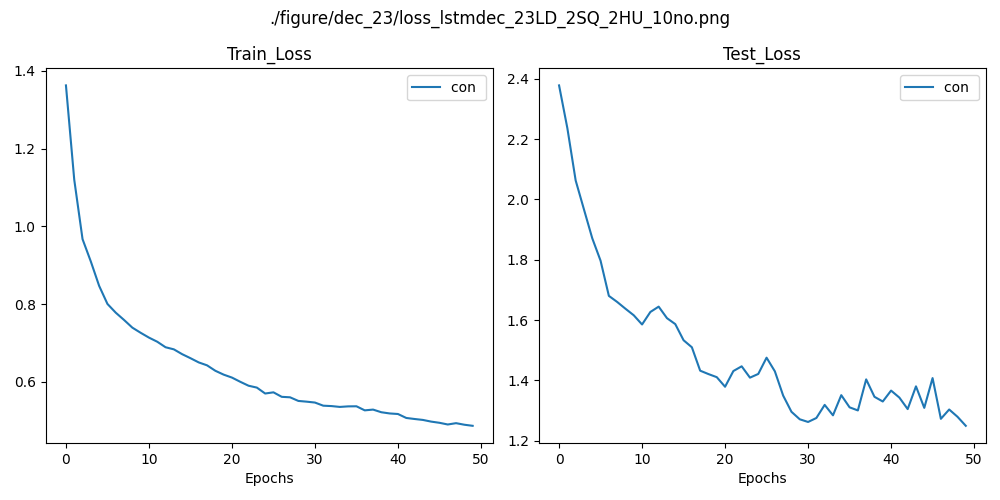 ./figure/dec_23/loss_lstmdec_23LD_2SQ_2HU_10no.png
Train_Loss
con
1.4
1.2
1.0
0.8
0.6
0 10 20 30 40 50
Epochs
Test_Loss
con
2.4
2.2
2.0
1.8
1.6
1.4
1.2
0 10 20 30 40 50
Epochs